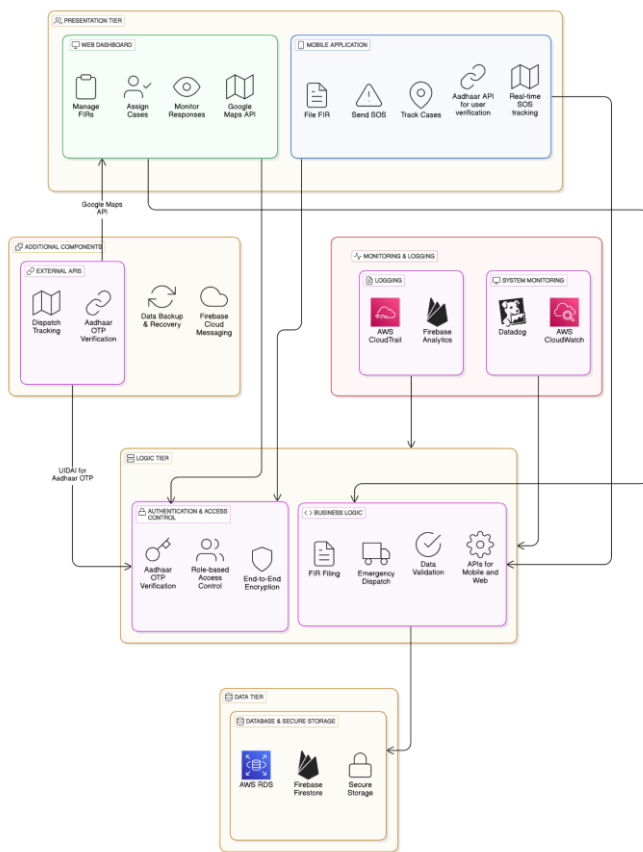 PRESENTATION TIER
WEB DASHBOARD
Manage
FIRs
Assign
Cases
Monitor
Responses
Google
Maps API
MOBILE APPLICATION
File FIR
Send SOS
Track Cases
Aadhaar API
for user
verification
Real-time
SOS
tracking
Google Maps
API
ADDITIONAL COMPONENTS
EXTERNAL APIS
Dispatch
Tracking
Aadhaar
OTP
Verification
Data Backup
& Recovery
Firebase
Cloud
Messaging
MONITORING & LOGGING
LOGGING
AWS
CloudTrail
Firebase
Analytics
SYSTEM MONITORING
Datadog
AWS
CloudWatch
UIDAI for
Aadhaar OTP
LOGIC TIER
AUTHENTICATION & ACCESS
CONTROL
Aadhaar
OTP
Verification
Role-based
Access
Control
End-to-End
Encryption
BUSINESS LOGIC
FIR Filing
Emergency
Dispatch
Data
Validation
APIs for
Mobile and
Web
DATA TIER
DATABASE & SECURE STORAGE
AWS RDS
Firebase
Firestore
Secure
Storage